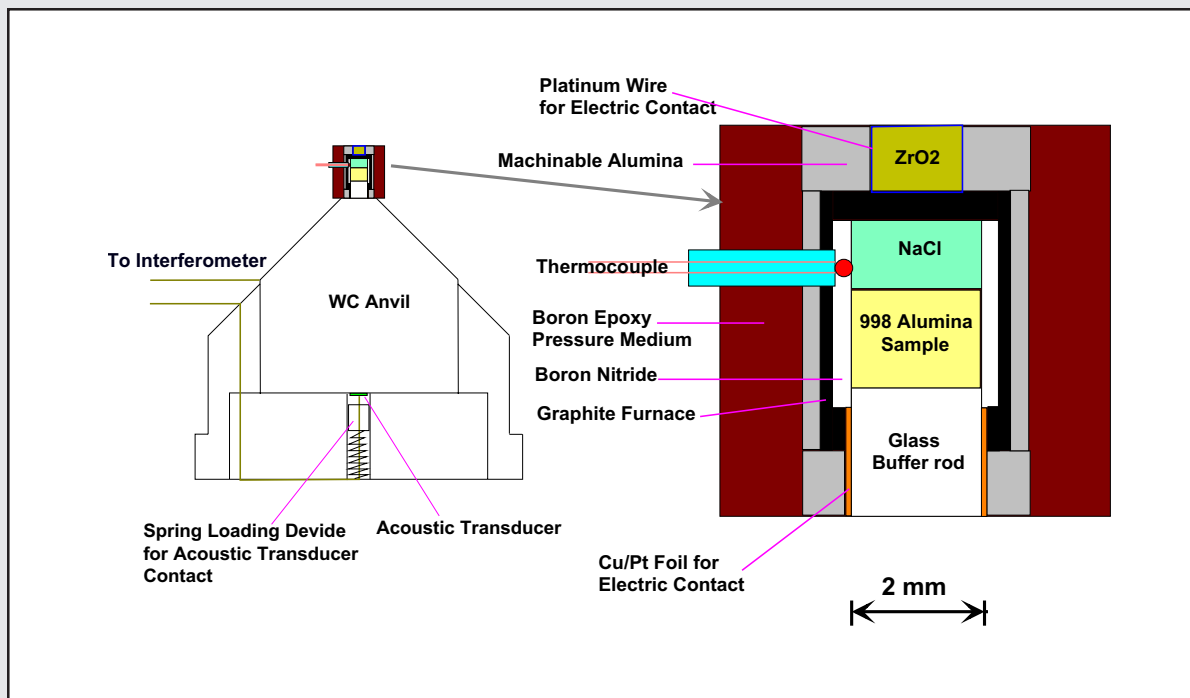 Platinum Wire
for Electric Contact
Machinable Alumina
ZrO2
To Interferometer
WC Anvil
Thermocouple
NaCl
Boron Epoxy
Pressure Medium
998 Alumina
Sample
Boron Nitride
Graphite Furnace
Glass
Buffer rod
Spring Loading Devide
for Acoustic Transducer
Contact
Acoustic Transducer
Cu/Pt Foil for
Electric Contact
2 mm